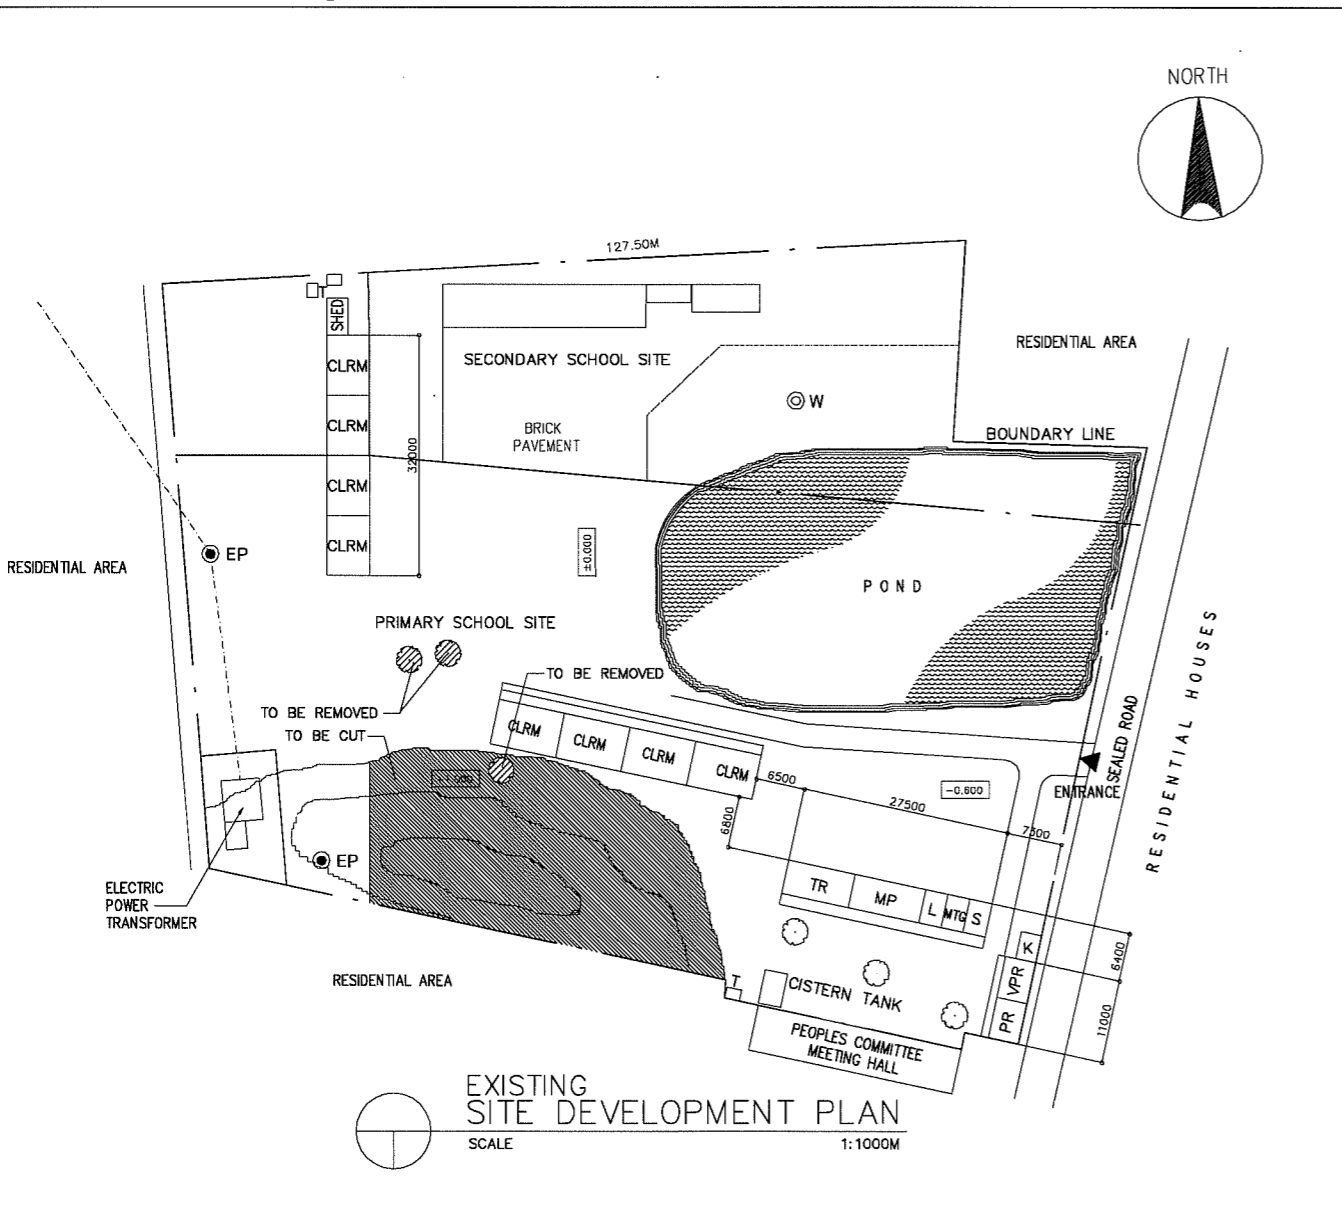 NORTH
127.50M
T
SHED
CLRM
CLRM
CLRM
CLRM
32000
SECONDARY SCHOOL SITE
BRICK
PAVEMENT
W
RESIDENTIAL AREA
BOUNDARY LINE
EP
RESIDENTIAL AREA
±0.000
POND
PRIMARY SCHOOL SITE
TO BE REMOVED
TO BE REMOVED
TO BE CUT
CLRM
CLRM
CLRM
CLRM
6500
27500
7300
6800
-0.600
ENTRANCE
SEALED ROAD
RESIDENTIAL HOUSES
EP
ELECTRIC
POWER
TRANSFORMER
TR
MP
L
MTG
S
K
VPR
PR
6400
11000
RESIDENTIAL AREA
T
CISTERN TANK
PEOPLES COMMITTEE
MEETING HALL
EXISTING
SITE DEVELOPMENT PLAN
SCALE
1:1000M